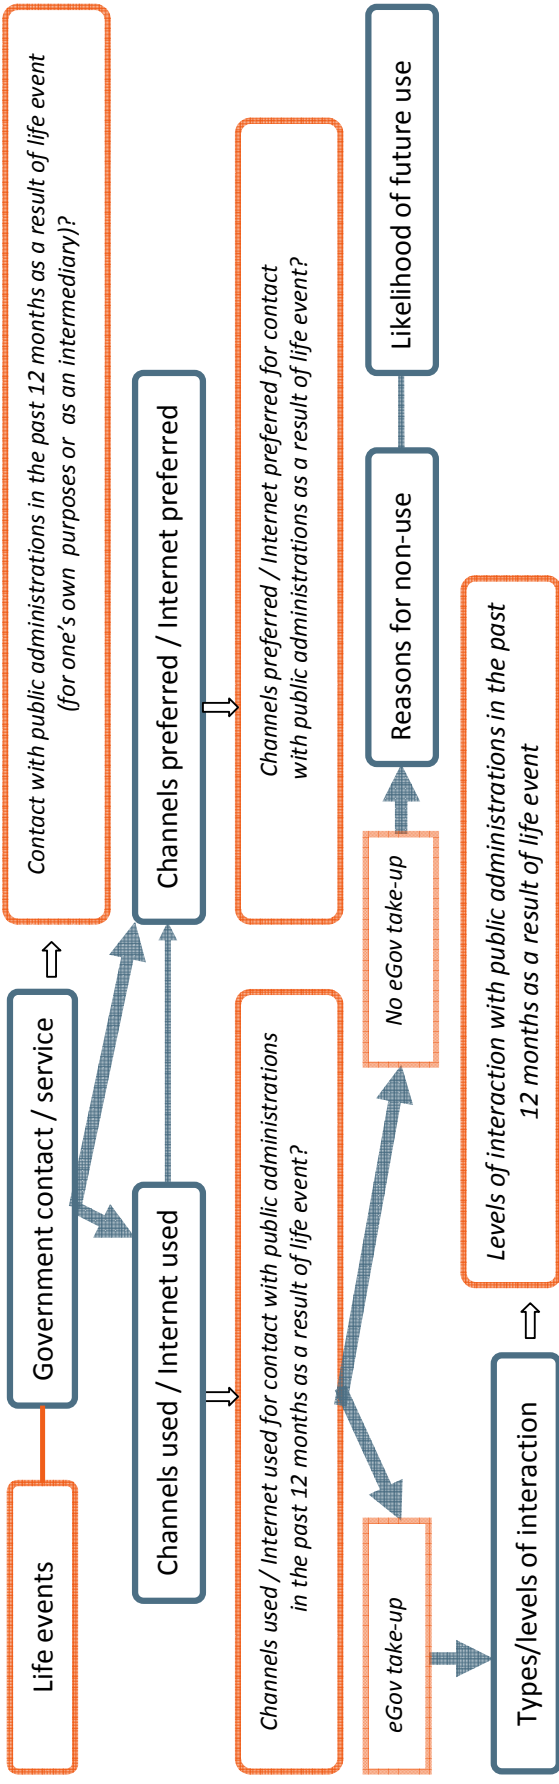 Life events
Government contact / service
Contact with public administrations in the past 12 months as a result of life event
(for one’s own purposes or as an intermediary)?
Channels used / Internet used
Channels preferred / Internet preferred
Channels used / Internet used for contact with public administrations
in the past 12 months as a result of life event?
Channels preferred / Internet preferred for contact
with public administrations as a result of life event?
eGov take-up
No eGov take-up
Reasons for non-use
Likelihood of future use
Types/levels of interaction
Levels of interaction with public administrations in the past
12 months as a result of life event